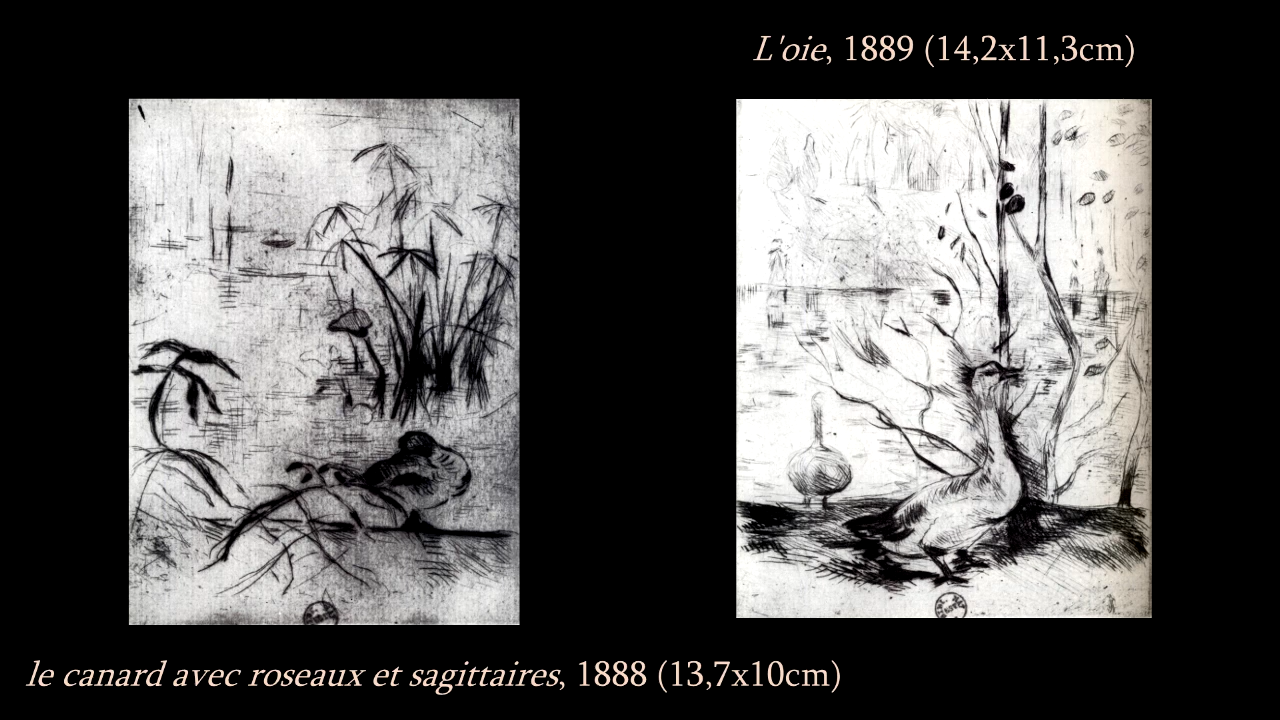 L'oie, 1889 (14,2x11,3cm)
le canard avec roseaux et sagittaires, 1888 (13,7x10cm)